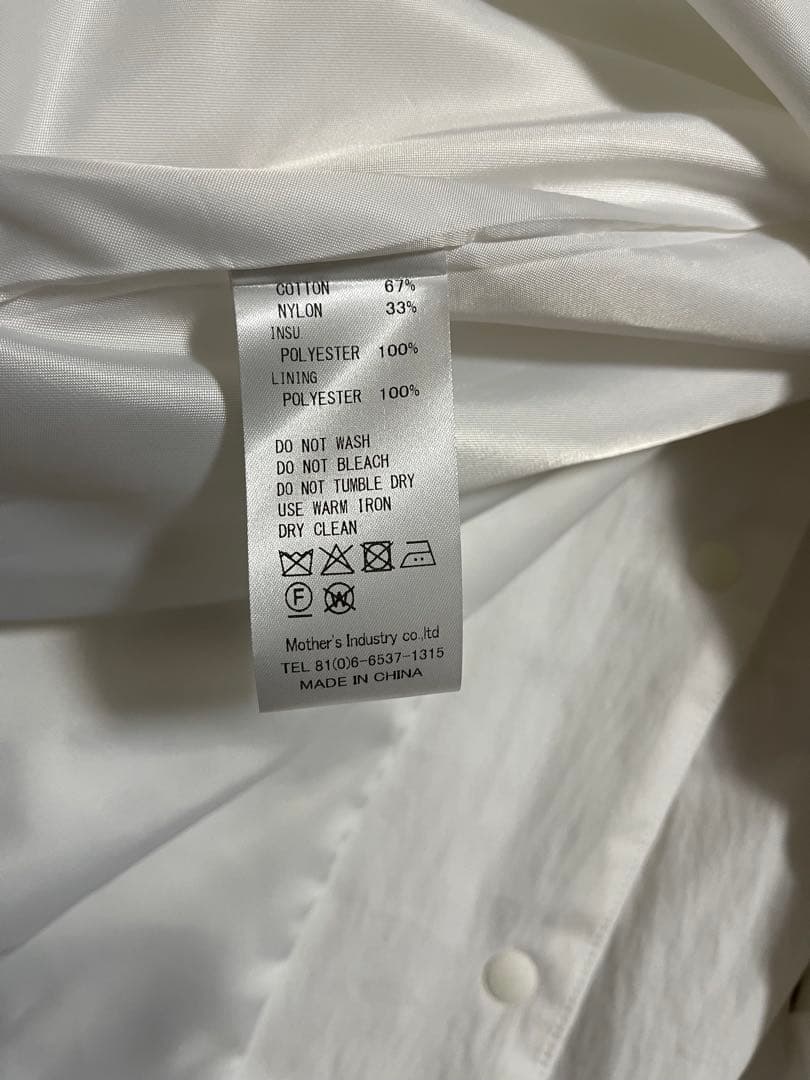 COTTON 67%
NYLON 33%
INSU
POLYESTER 100%
LINING
POLYESTER 100%
DO NOT WASH
DO NOT BLEACH
DO NOT TUMBLE DRY
USE WARM IRON
DRY CLEAN
F W
Mother's Industry co.,ltd
TEL 81(0)6-6537-1315
MADE IN CHINA